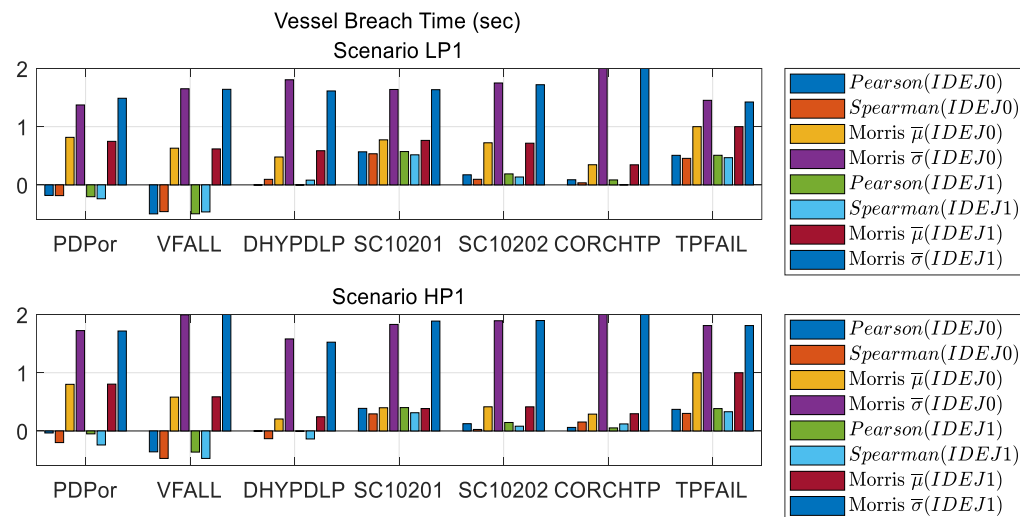 Vessel Breach Time (sec)
Scenario LP1
2
1
0
PDPor VFALL DHYPDLP SC10201 SC10202 CORCHTP TPFAIL
Pearson(IDEJ0)
Spearman(IDEJ0)
Morris μ̅(IDEJ0)
Morris σ̅(IDEJ0)
Pearson(IDEJ1)
Spearman(IDEJ1)
Morris μ̅(IDEJ1)
Morris σ̅(IDEJ1)
Scenario HP1
2
1
0
PDPor VFALL DHYPDLP SC10201 SC10202 CORCHTP TPFAIL
Pearson(IDEJ0)
Spearman(IDEJ0)
Morris μ̅(IDEJ0)
Morris σ̅(IDEJ0)
Pearson(IDEJ1)
Spearman(IDEJ1)
Morris μ̅(IDEJ1)
Morris σ̅(IDEJ1)